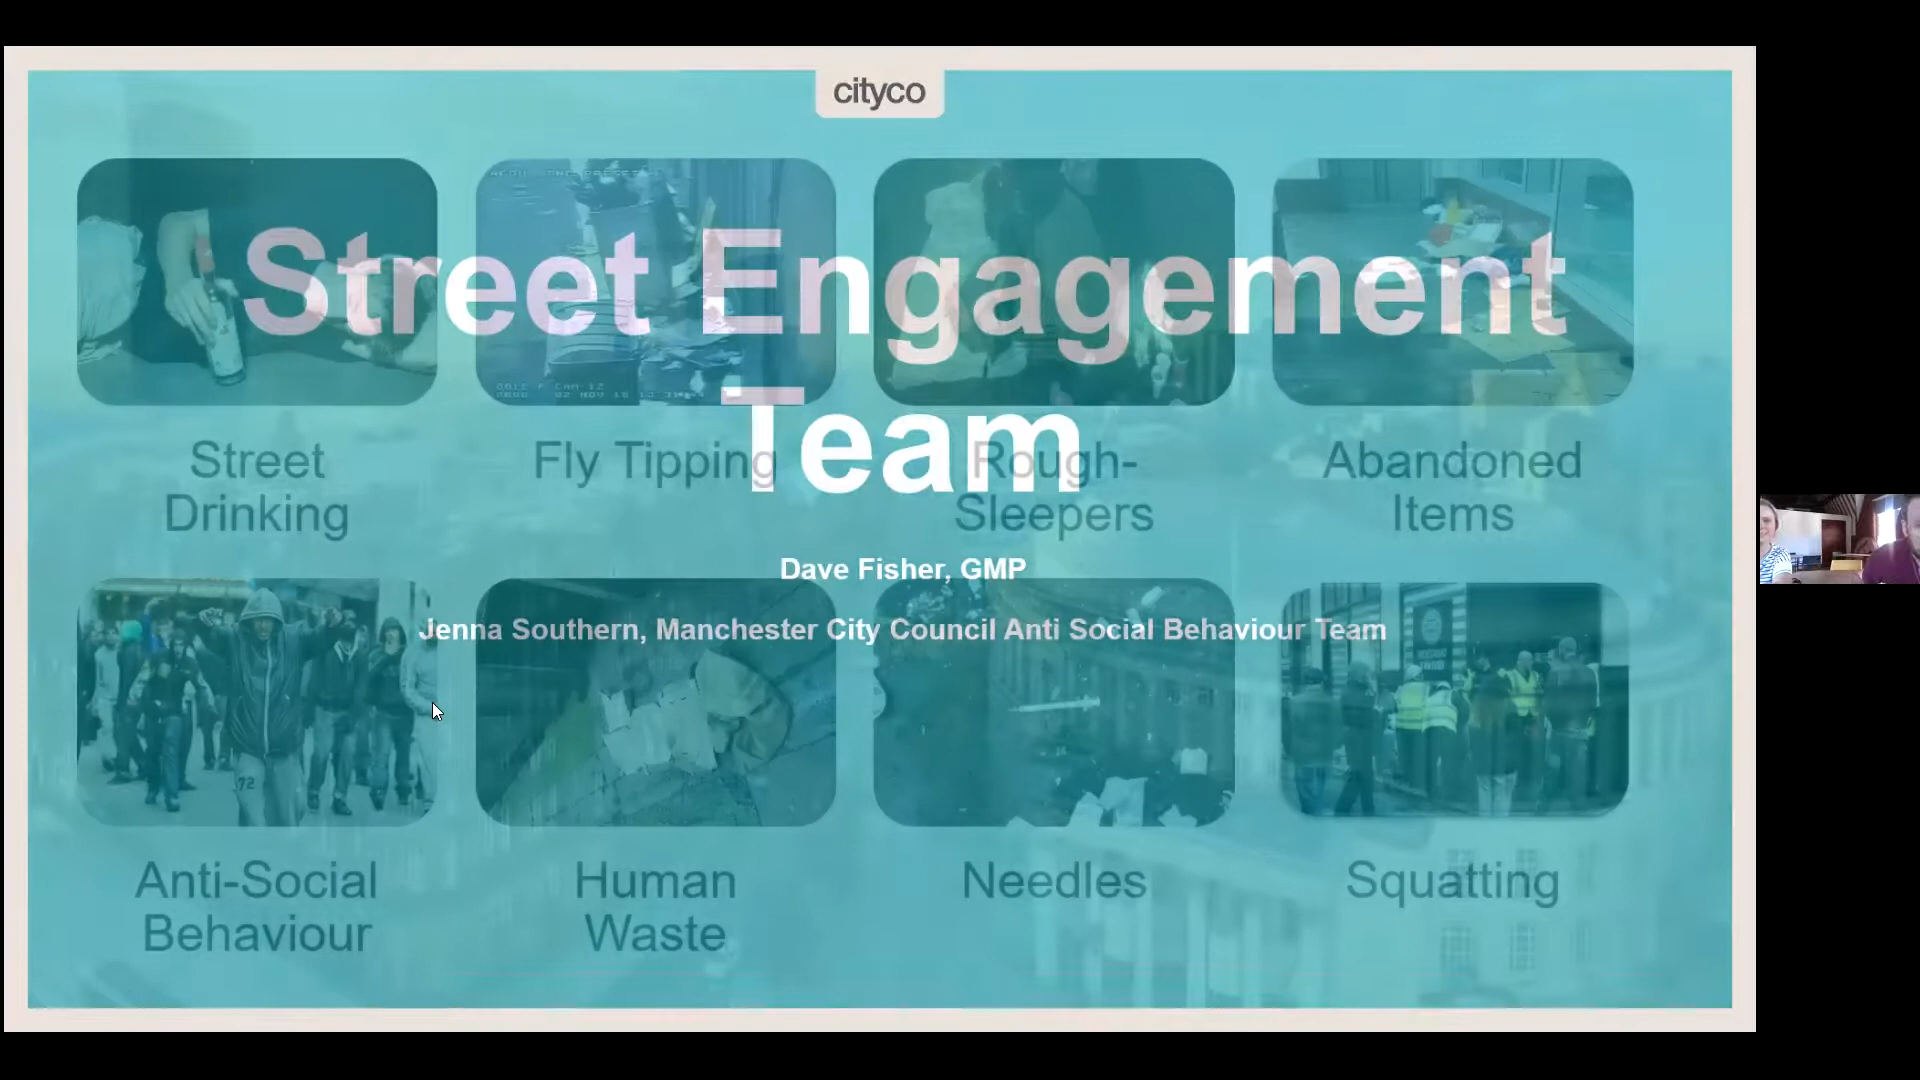 cityco
Street Engagement
Team
Dave Fisher, GMP
Jenna Southern, Manchester City Council Anti Social Behaviour Team
Street
Drinking
Fly Tipping
Rough-
Sleepers
Abandoned
Items
Anti-Social
Behaviour
Human
Waste
Needles
Squatting
72